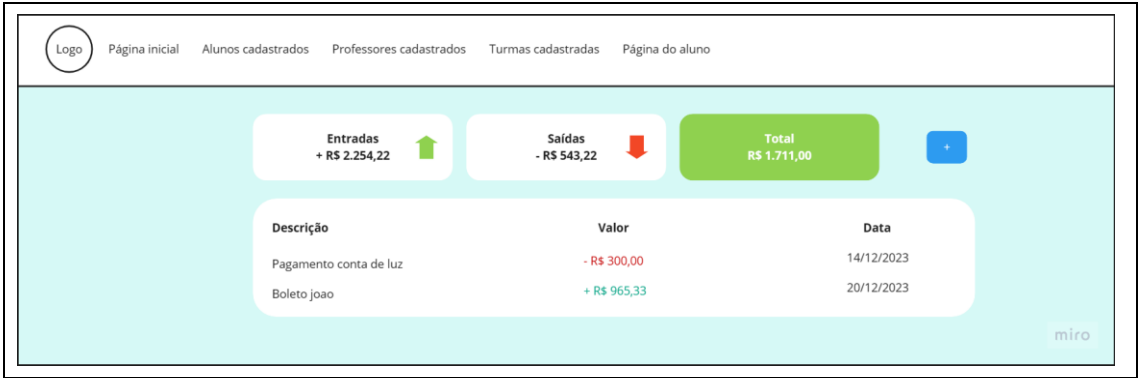 Logo Página inicial Alunos cadastrados Professores cadastrados Turmas cadastradas Página do aluno
Entradas
+ R$ 2.254,22
Saídas
- R$ 543,22
Total
R$ 1.711,00
+
Descrição Valor Data
Pagamento conta de luz - R$ 300,00 14/12/2023
Boleto joao + R$ 965,33 20/12/2023
miro